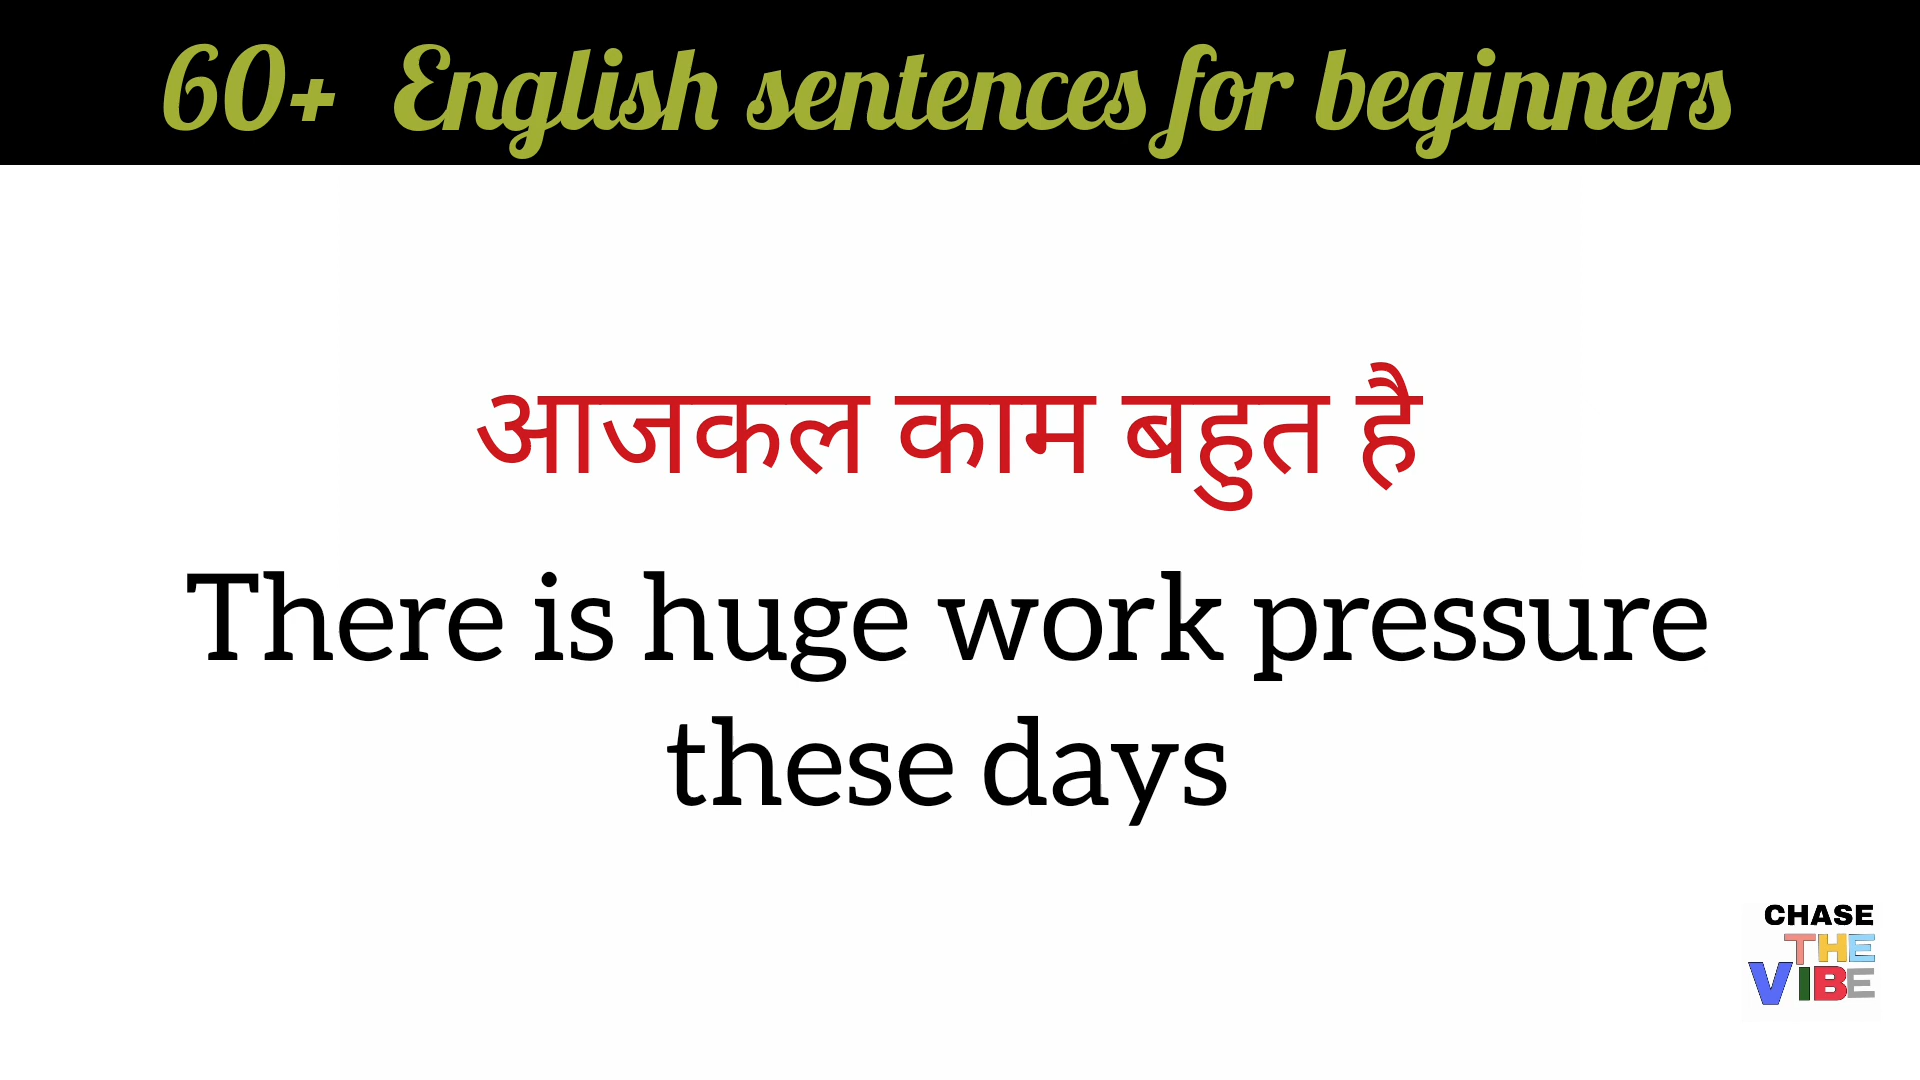 60+ English sentences for beginners
आजकल काम बहुत है
There is huge work pressure
these days
CHASE
THE
VIBE